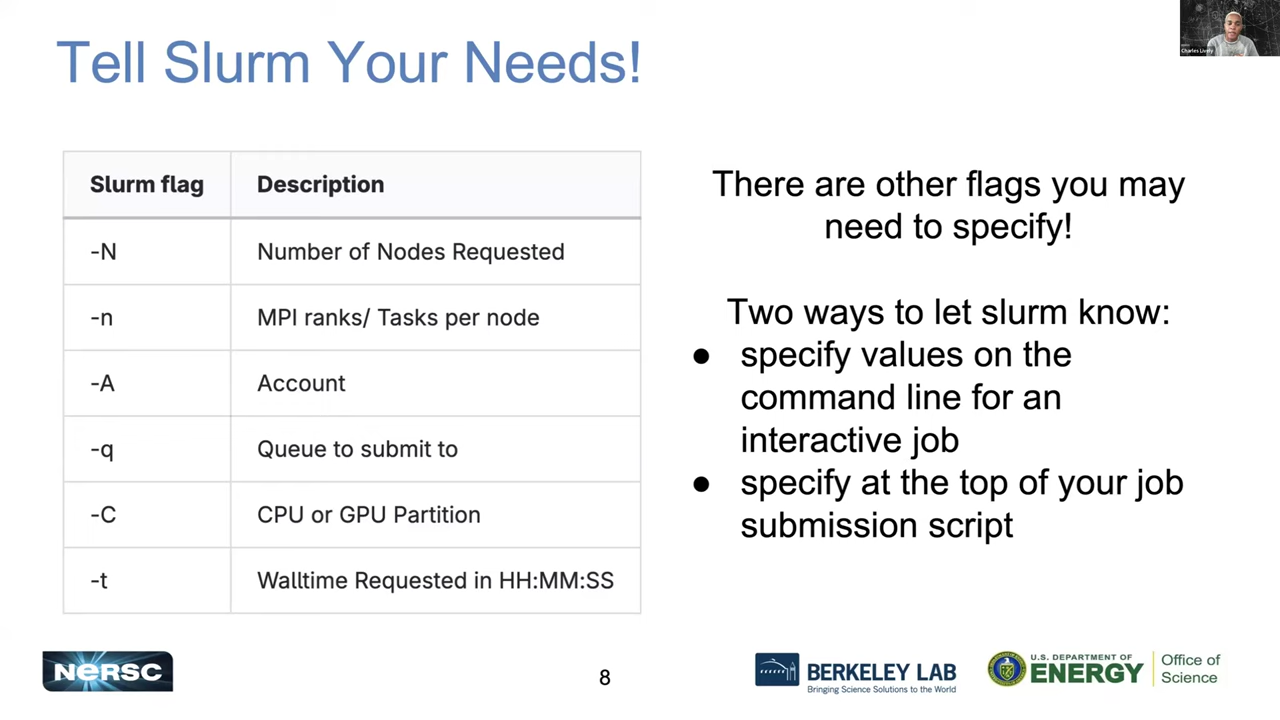 Tell Slurm Your Needs!
Charles Lively
Slurm flag Description
-N Number of Nodes Requested
-n MPI ranks/ Tasks per node
-A Account
-q Queue to submit to
-C CPU or GPU Partition
-t Walltime Requested in HH:MM:SS
There are other flags you may
need to specify!
Two ways to let slurm know:
● specify values on the
command line for an
interactive job
● specify at the top of your job
submission script
NERSC
8
BERKELEY LAB
Bringing Science Solutions to the World
U.S. DEPARTMENT OF
ENERGY
Office of
Science